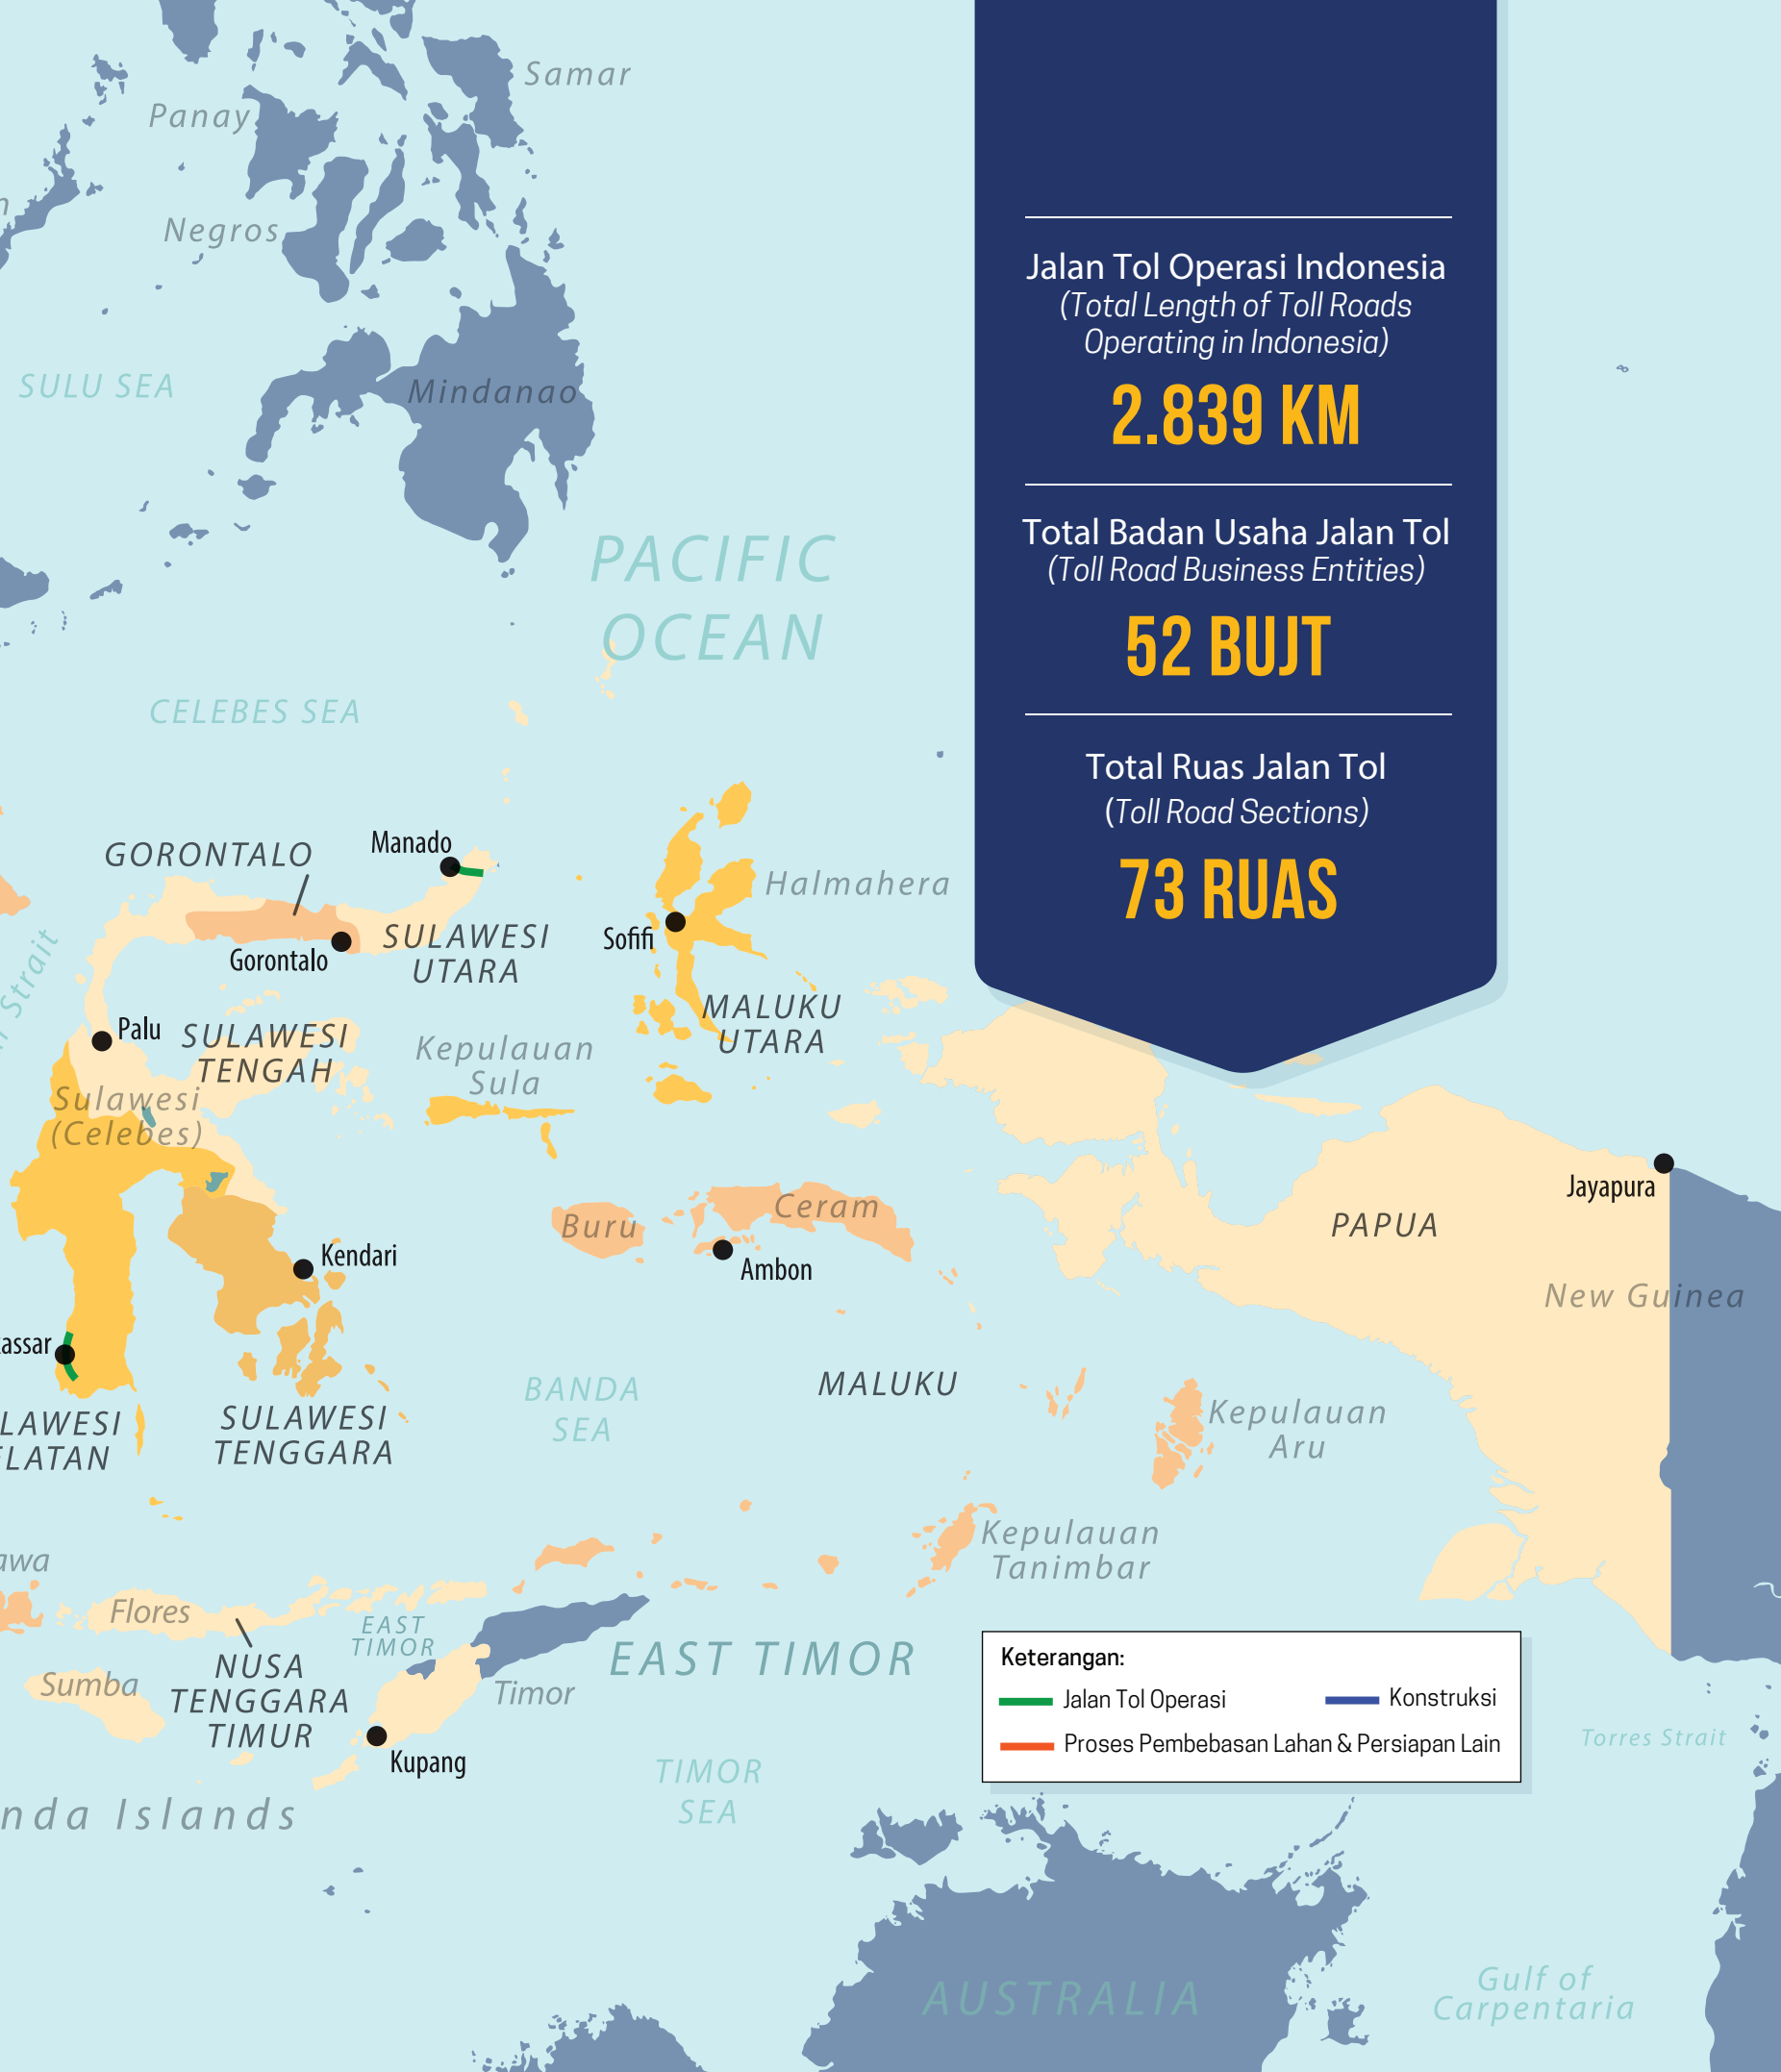 Samar
Panay
Negros
SULU SEA
Mindanao
PACIFIC
OCEAN
CELEBES SEA
Jalan Tol Operasi Indonesia
(Total Length of Toll Roads
Operating in Indonesia)
2.839 KM
Total Badan Usaha Jalan Tol
(Toll Road Business Entities)
52 BUJT
Total Ruas Jalan Tol
(Toll Road Sections)
73 RUAS
GORONTALO
Manado
Halmahera
Gorontalo
SULAWESI
UTARA
Sofifi
Strait
Palu
SULAWESI
TENGAH
MALUKU
UTARA
Kepulauan
Sula
Sulawesi
(Celebes)
Jayapura
PAPUA
Buru
Ceram
Ambon
Kendari
New Guinea
assar
LAWESI
ELATAN
SULAWESI
TENGGARA
BANDA
SEA
MALUKU
Kepulauan
Aru
Kepulauan
Tanimbar
awa
Flores
EAST
TIMOR
EAST TIMOR
Sumba
NUSA
TENGGARA
TIMUR
Timor
Kupang
TIMOR
SEA
nda Islands
Keterangan:
Jalan Tol Operasi
Konstruksi
Proses Pembebasan Lahan & Persiapan Lain
Torres Strait
AUSTRALIA
Gulf of
Carpentaria